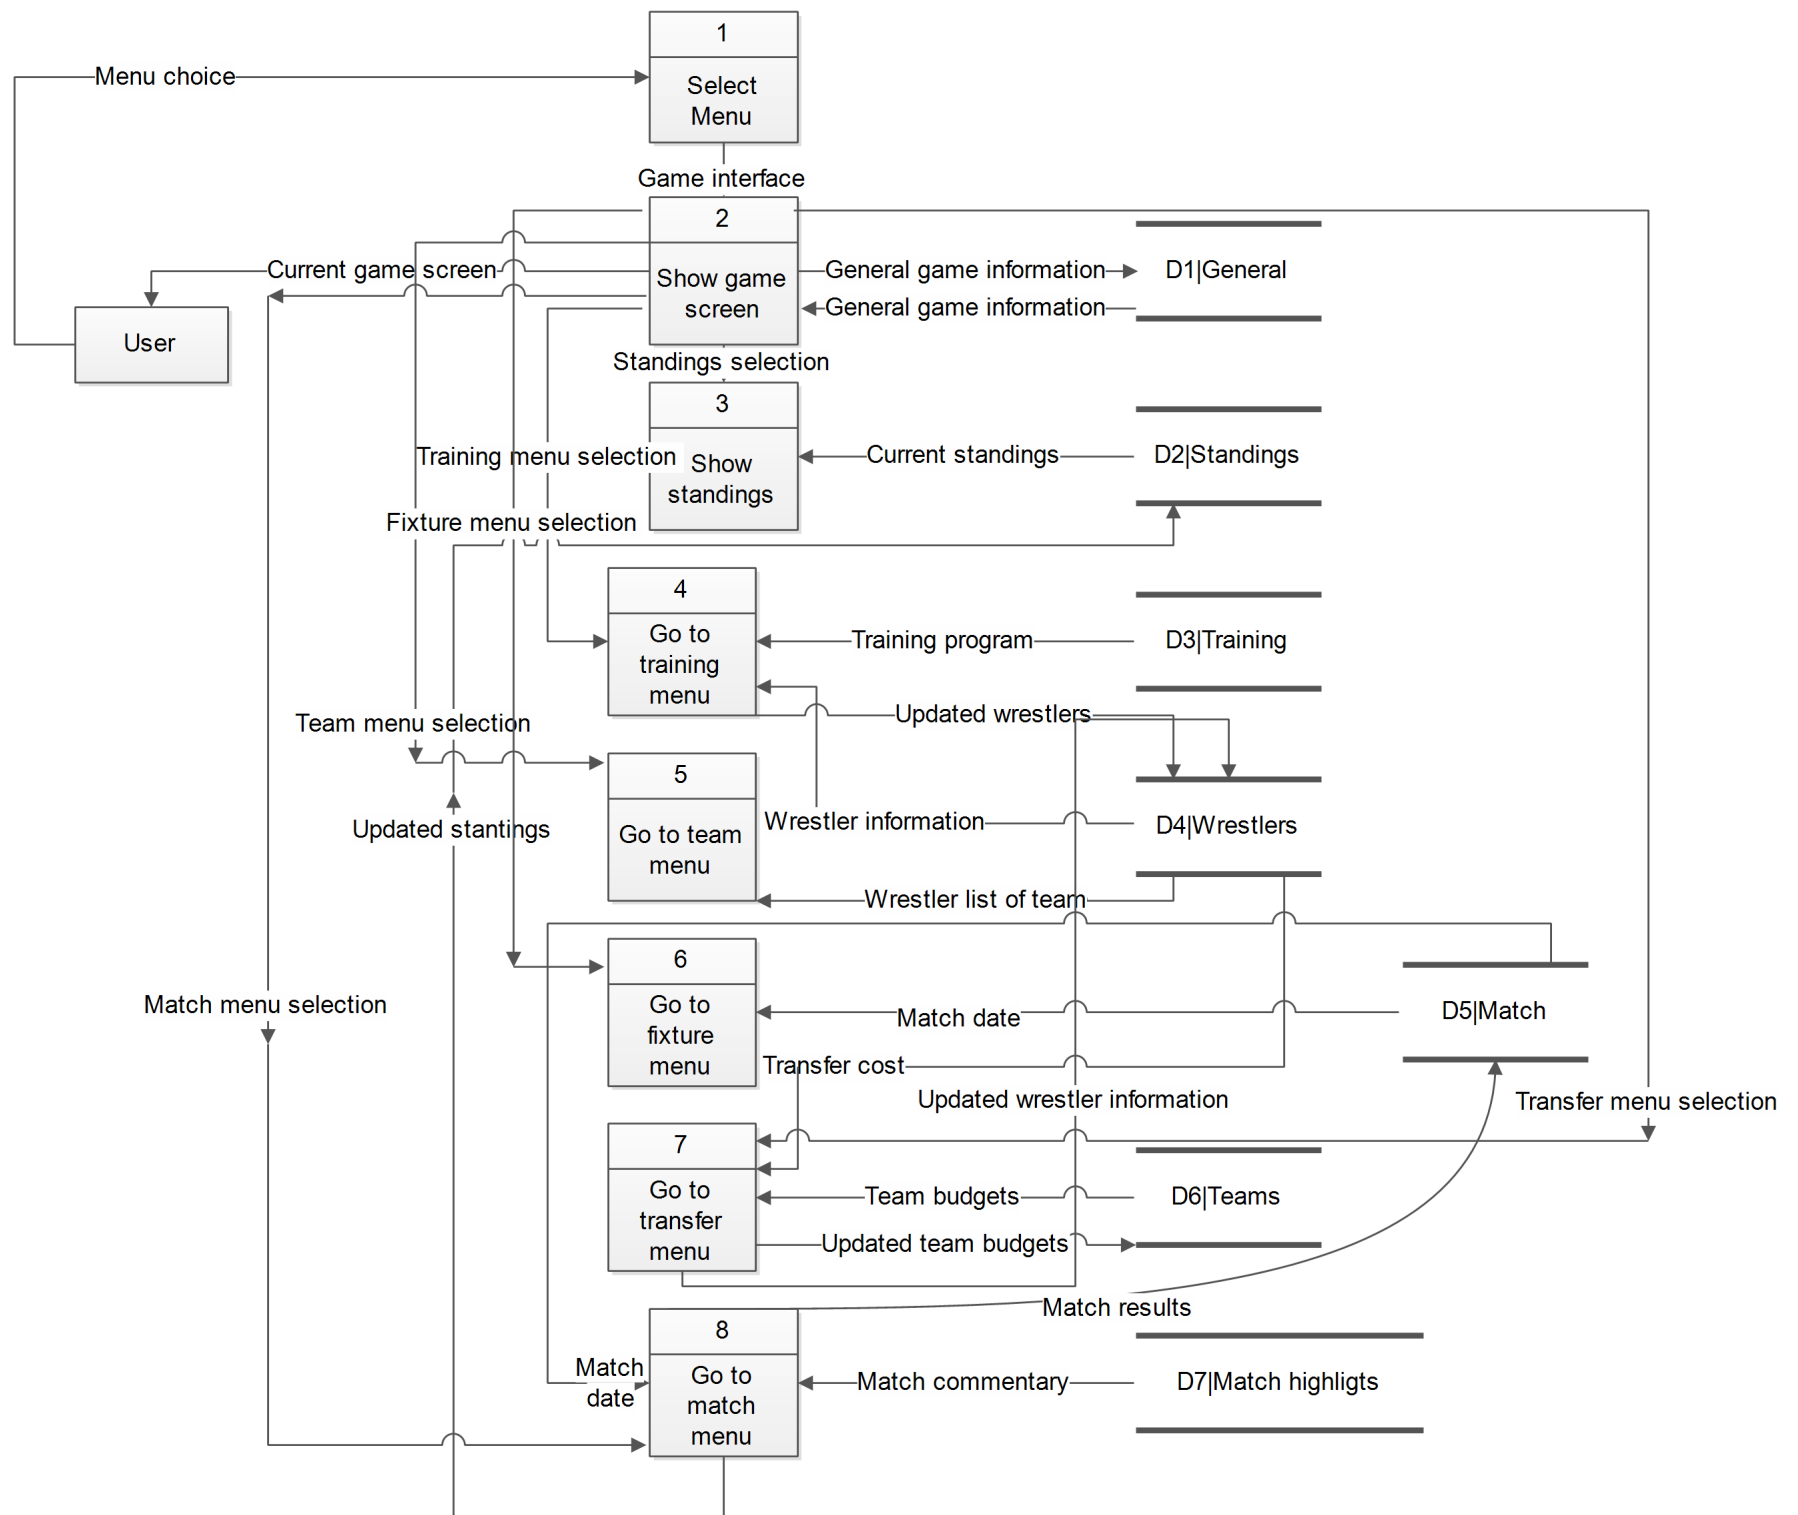 1
Menu choice
Select
Menu
Game interface
2
Current game screen
Show game
screen
General game information
D1|General
General game information
User
Standings selection
3
Training menu selection
Show
standings
Current standings
D2|Standings
Fixture menu selection
4
Go to
training
menu
Training program
D3|Training
Team menu selection
Updated wrestlers
5
Go to team
menu
Wrestler information
D4|Wrestlers
Updated stantings
Wrestler list of team
6
Go to
fixture
menu
Match menu selection
Match date
D5|Match
Transfer cost
Updated wrestler information
Transfer menu selection
7
Go to
transfer
menu
Team budgets
D6|Teams
Updated team budgets
Match results
8
Go to
match
menu
Match
date
Match commentary
D7|Match highligts